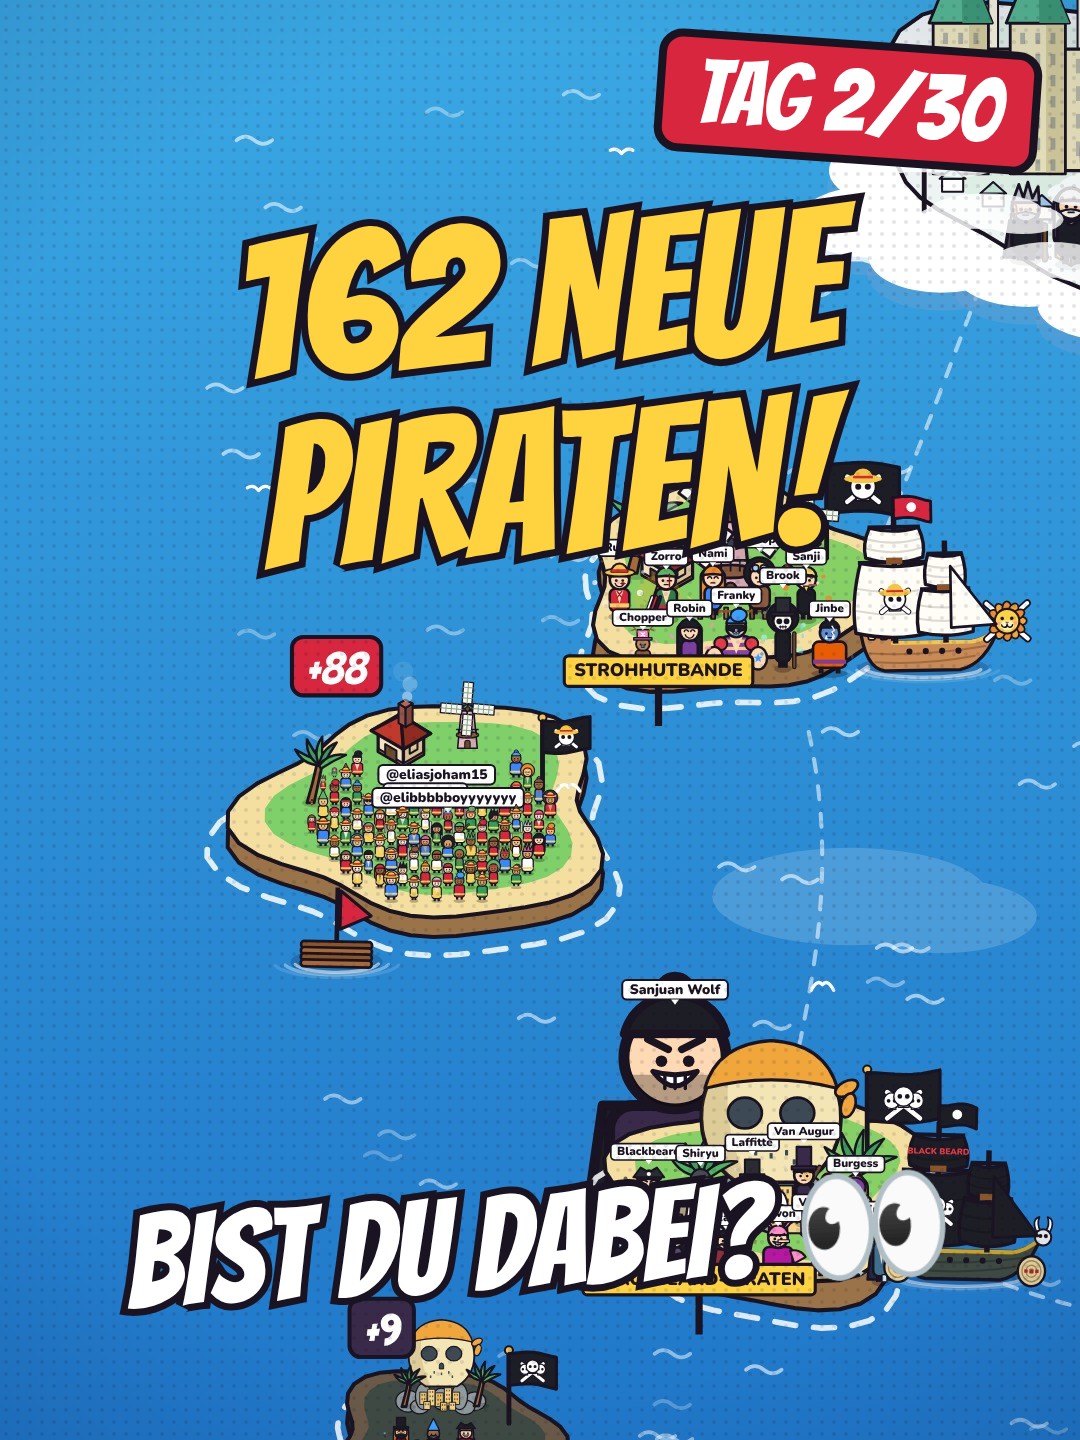 TAG 2/30
162 NEUE
PIRATEN!
Zorro
Nami
Sanji
Brook
Franky
Robin
Chopper
Jinbe
STROHHUTBANDE
+88
@eliasjoham15
@elibbbbboyyyyyyy
Sanjuan Wolf
Van Augur
Laffitte
Blackbeard
Shiryu
Burgess
BLACK BEARD
BIST DU DABEI?
+9